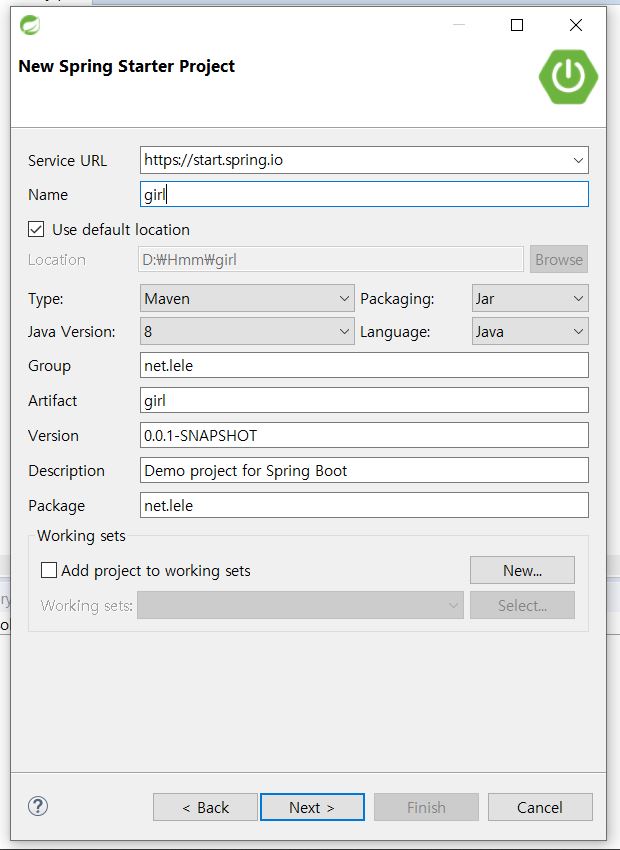 New Spring Starter Project
Service URL https://start.spring.io
Name girl
Use default location
Location D:₩Hmm₩girl Browse
Type: Maven Packaging: Jar
Java Version: 8 Language: Java
Group net.lele
Artifact girl
Version 0.0.1-SNAPSHOT
Description Demo project for Spring Boot
Package net.lele
Working sets
Add project to working sets New...
Working sets: Select...
? < Back Next > Finish Cancel